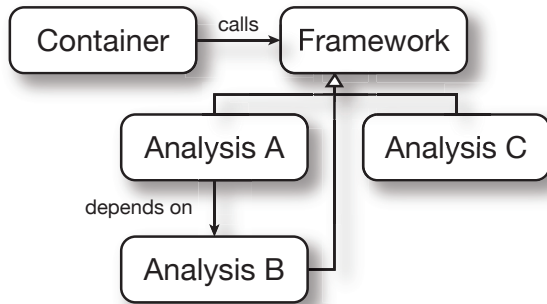 Container
calls
Framework
Analysis A
Analysis C
depends on
Analysis B